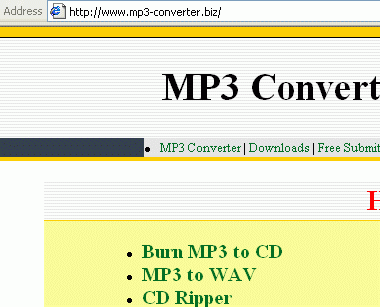 Address http://www.mp3-converter.biz/
MP3 Convert
MP3 Converter | Downloads | Free Submit
H
Burn MP3 to CD
MP3 to WAV
CD Ripper